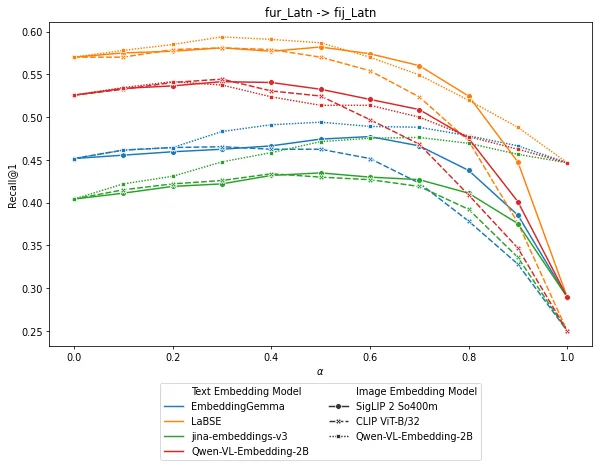 fur_Latn -> fij_Latn
Recall@1
0.60
0.55
0.50
0.45
0.40
0.35
0.30
0.25
0.0 0.2 0.4 0.6 0.8 1.0
α
Text Embedding Model Image Embedding Model
EmbeddingGemma SigLIP 2 So400m
LaBSE CLIP ViT-B/32
jina-embeddings-v3 Qwen-VL-Embedding-2B
Qwen-VL-Embedding-2B